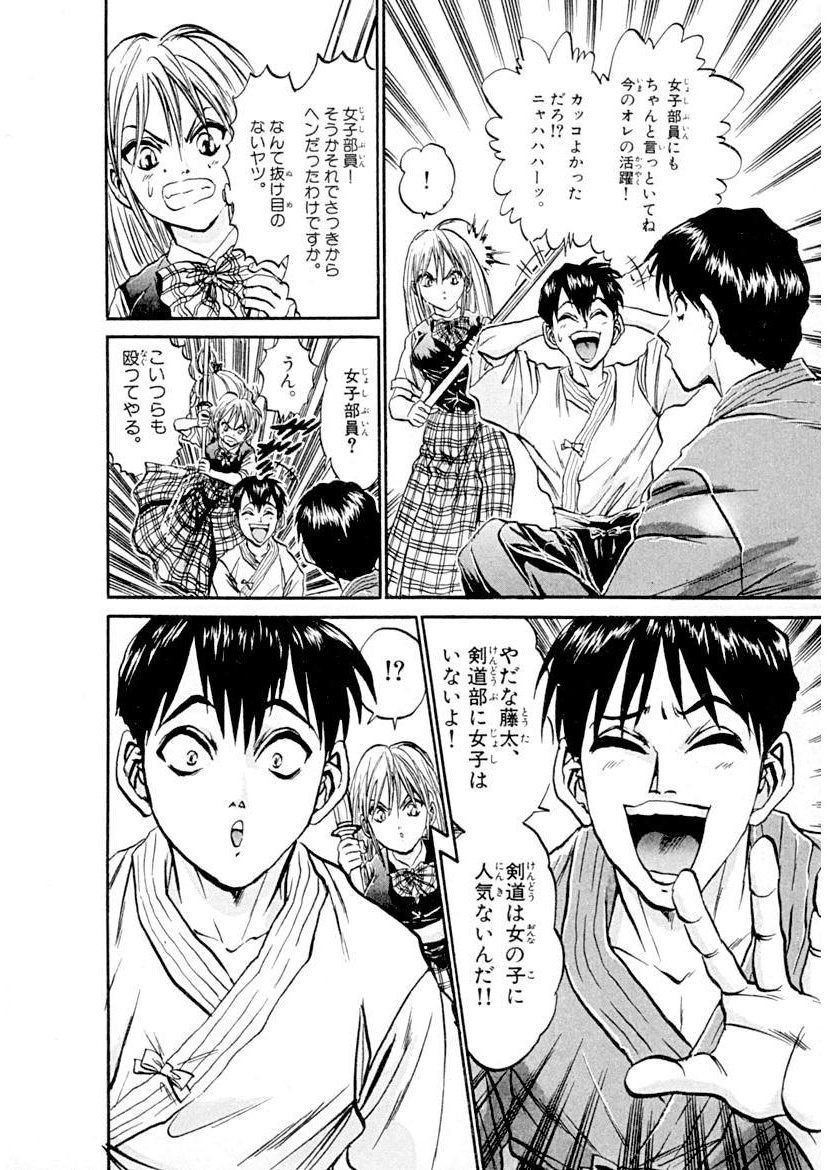 女子部員にも
ちゃんと言っといてね
今のオレの活躍！
カッコよかった
だろ!?
ニャハハハーッ。
！
女子部員！
そうかそれでさっきから
ヘンだったわけですか。
なんて抜け目の
ないヤツ。
女子部員？
うん。
こいつらも
殴ってやる。
やだな藤太、
剣道部に女子は
いないよ！
剣道は女の子に
人気ないんだ!!
!?